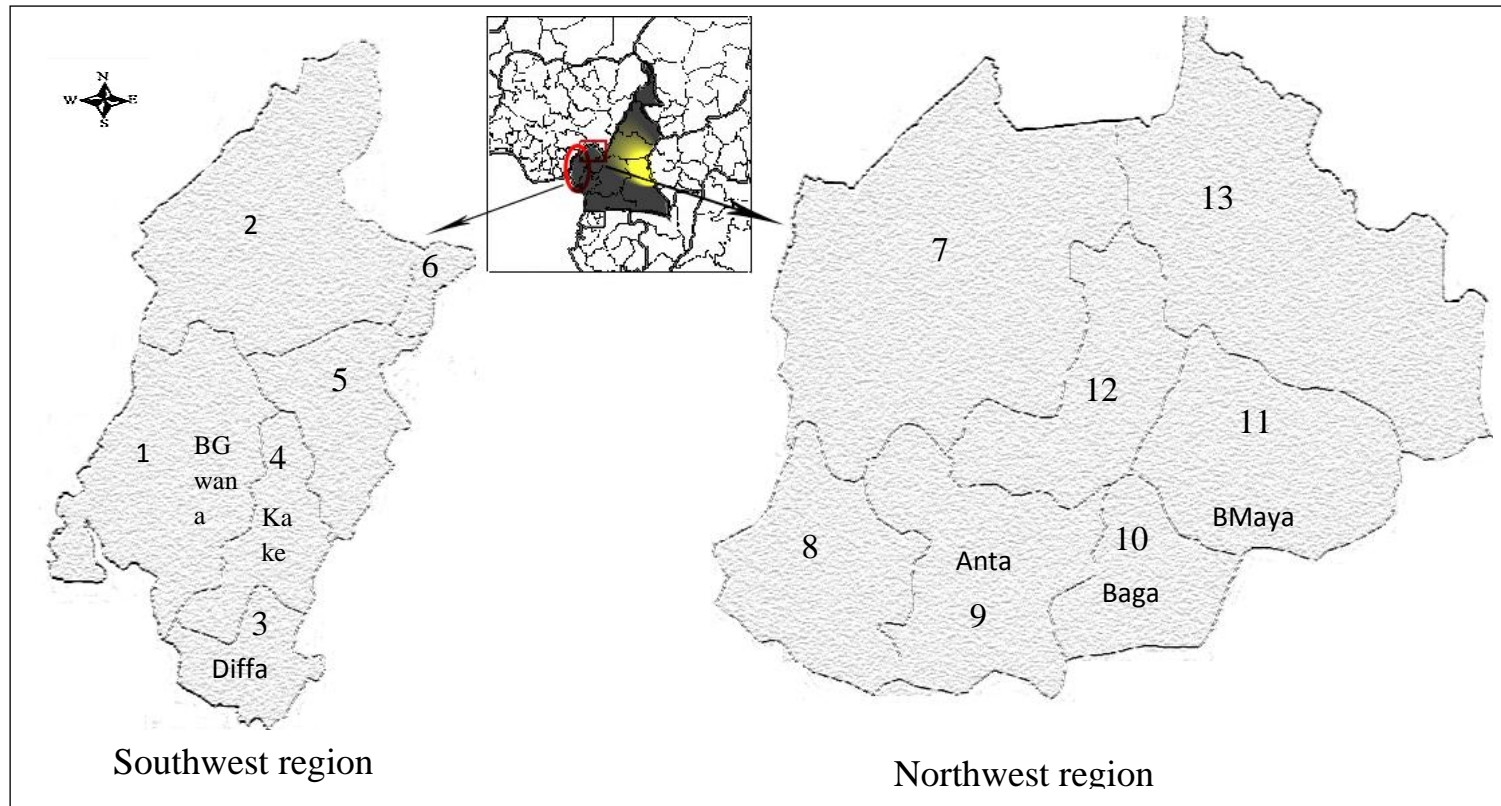 N
W E
S
2
6
5
1
BG
wan
a
4
Ka
ke
3
Diffa
Southwest region
13
7
12
11
BMaya
8
Anta
10
Baga
9
Northwest region